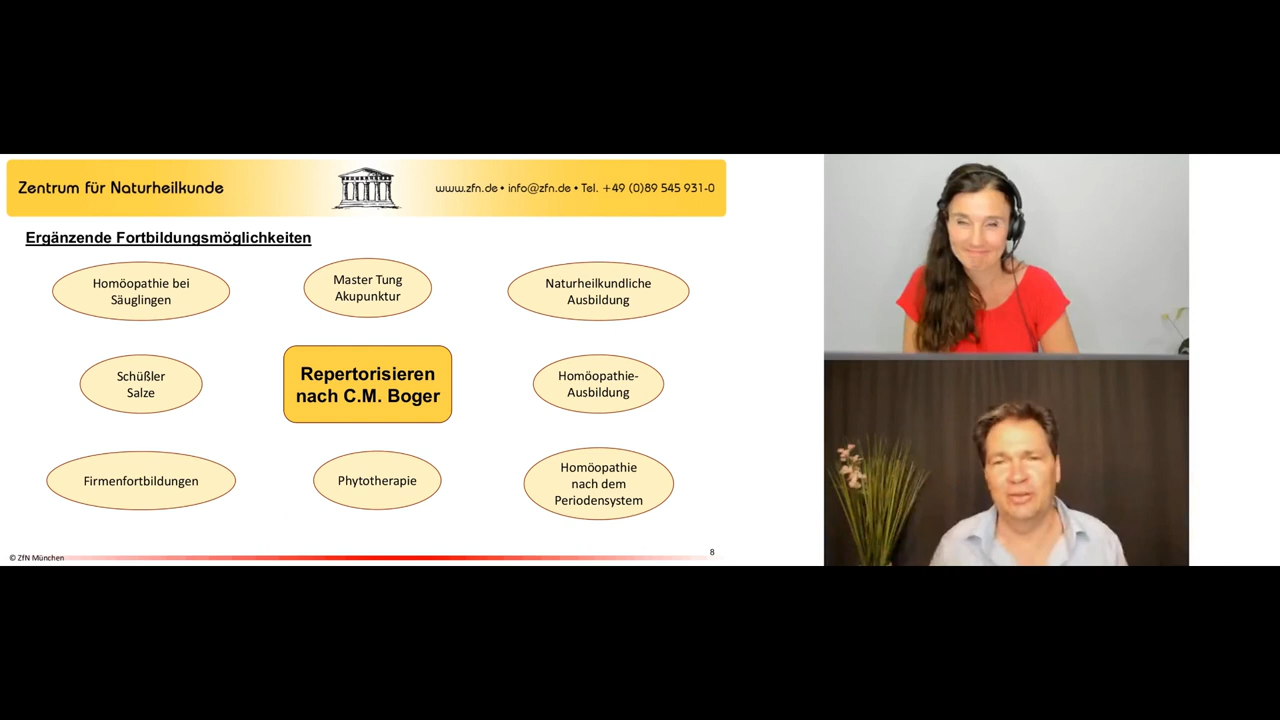 Zentrum für Naturheilkunde
www.zfn.de • info@zfn.de • Tel. +49 (0)89 545 931-0
Ergänzende Fortbildungsmöglichkeiten
Homöopathie bei
Säuglingen
Master Tung
Akupunktur
Naturheilkundliche
Ausbildung
Schüßler
Salze
Repertorisieren
nach C.M. Boger
Homöopathie-
Ausbildung
Firmenfortbildungen
Phytotherapie
Homöopathie
nach dem
Periodensystem
© ZfN München
8